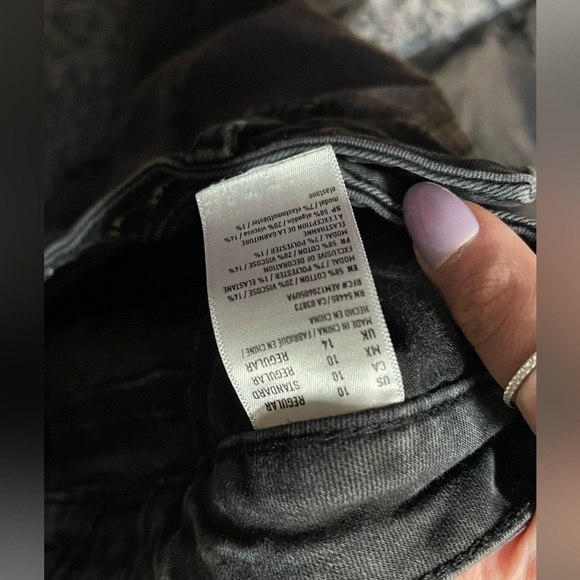 US 10 REGULAR
CA 10 STANDARD
MX 10 REGULAR
UK 14
MADE IN CHINA / FABRIQUÉ EN CHINE /
HECHO EN CHINA
RN 54485/CA 03873
RFC# AEM120605U9A
EN 58% COTTON / 20% VISCOSE / 14%
MODAL / 7% POLYESTER / 1% ELASTANE
EXCLUSIVE OF DECORATION
FR 58% COTON / 20% VISCOSE / 14%
MODAL / 7% POLYESTER / 1%
ÉLASTHANNE
À L'EXCEPTION DE LA GARNITURE
SP 58% algodón / 20% viscosa / 14%
modal / 7% elastomultiester / 1%
elastano